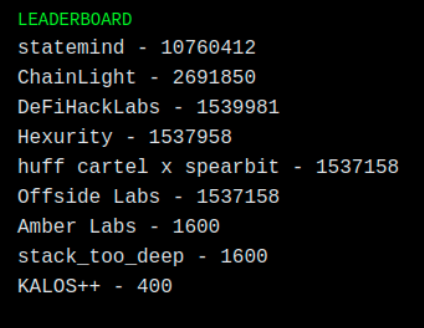 LEADERBOARD
statemind - 10760412
ChainLight - 2691850
DeFiHackLabs - 1539981
Hexurity - 1537958
huff cartel x spearbit - 1537158
Offside Labs - 1537158
Amber Labs - 1600
stack_too_deep - 1600
KALOS++ - 400